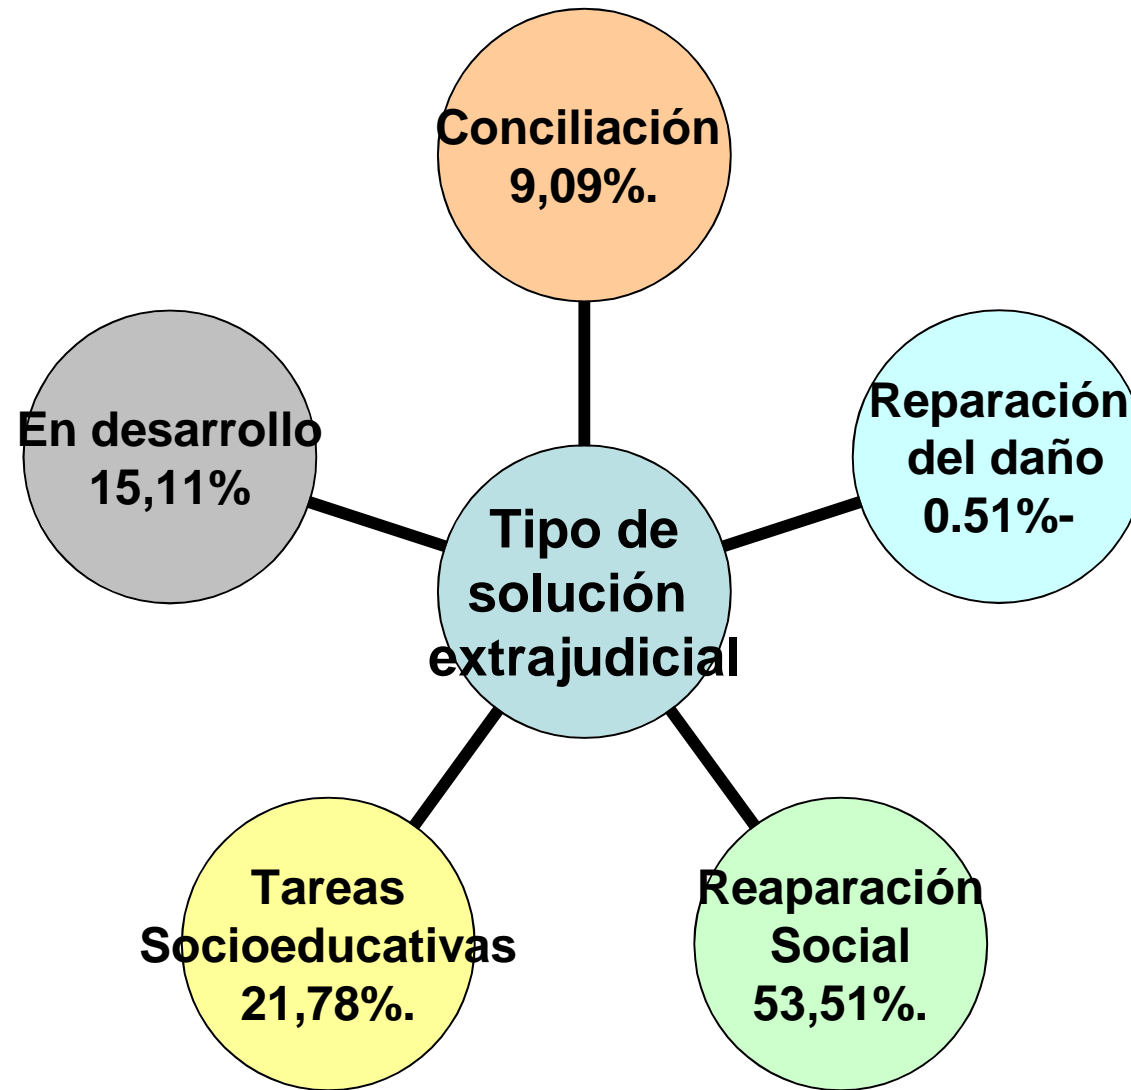 Conciliación
9,09%.
En desarrollo
15,11%
Reparación
del daño
0.51%-
Tipo de
solución
extrajudicial
Tareas
Socioeducativas
21,78%.
Reaparación
Social
53,51%.